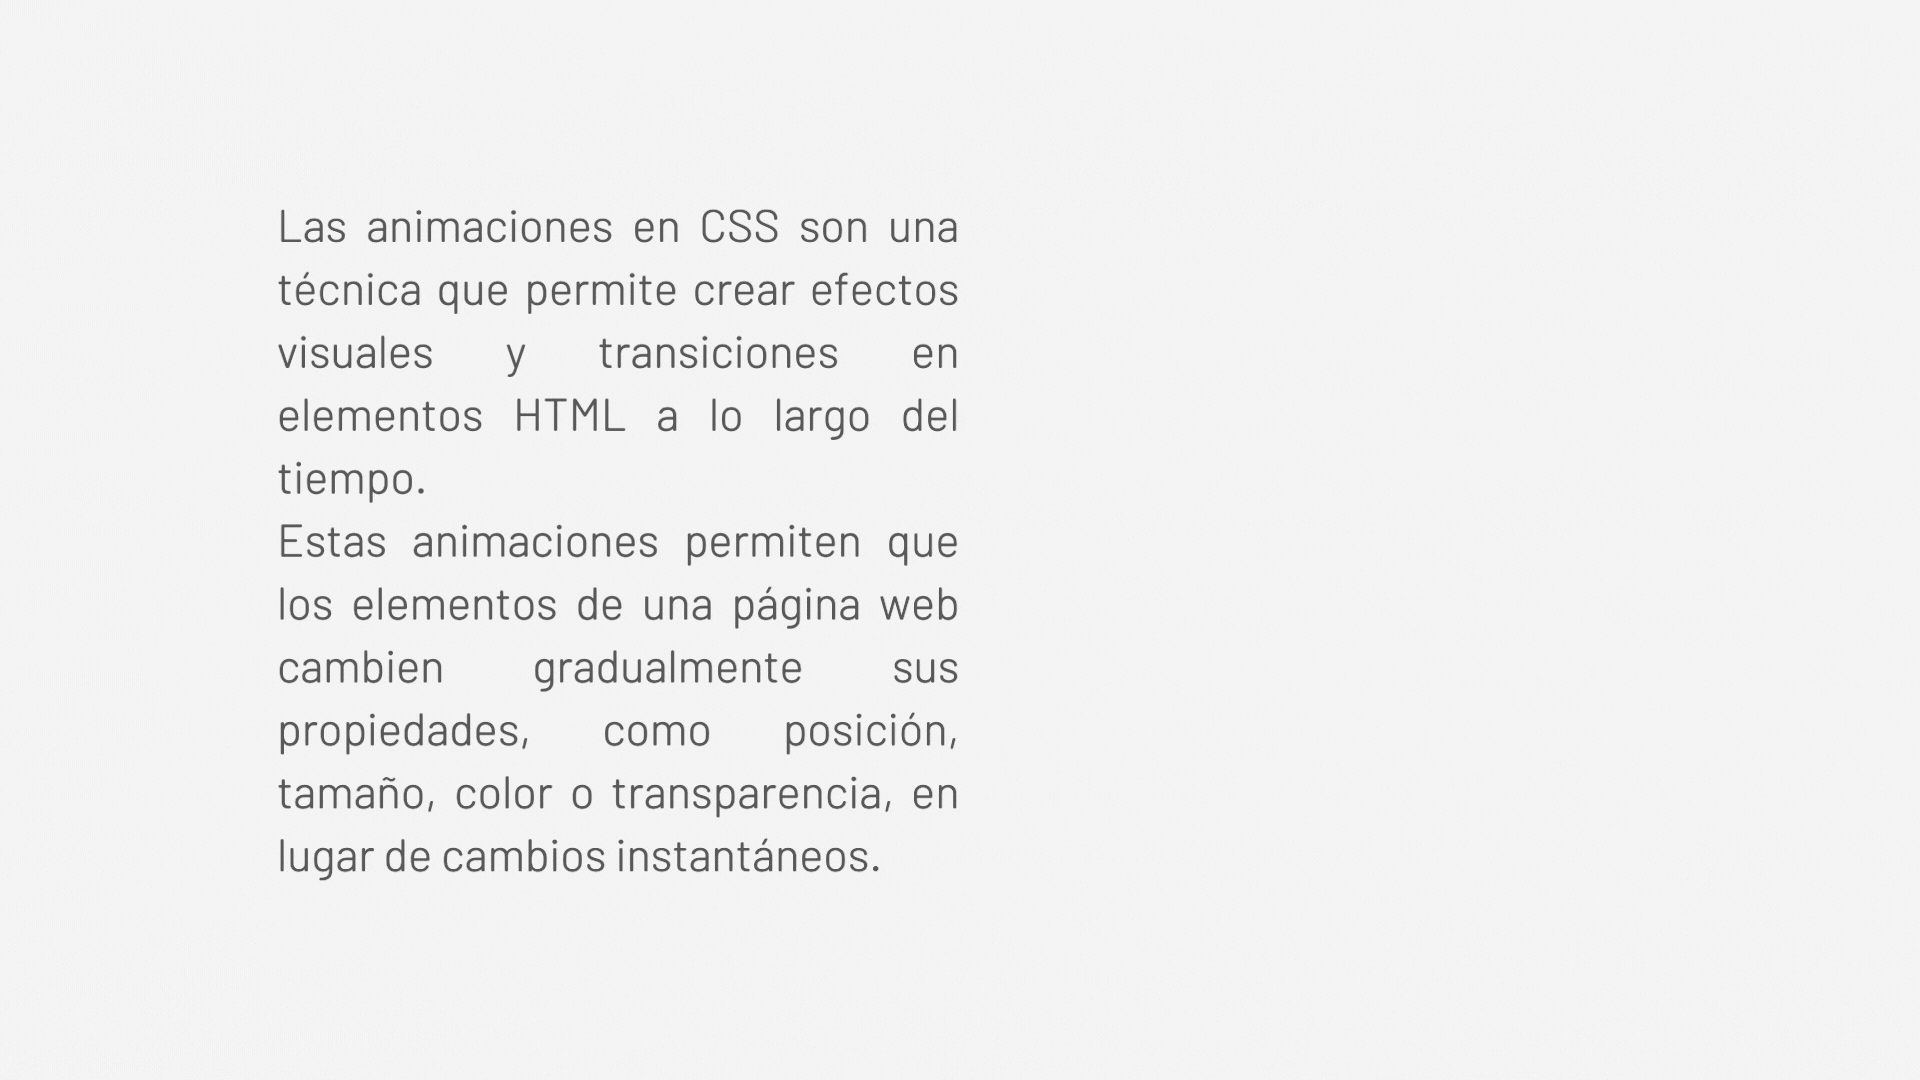 Las animaciones en CSS son una
técnica que permite crear efectos
visuales y transiciones en
elementos HTML a lo largo del
tiempo.
Estas animaciones permiten que
los elementos de una página web
cambien gradualmente sus
propiedades, como posición,
tamaño, color o transparencia, en
lugar de cambios instantáneos.